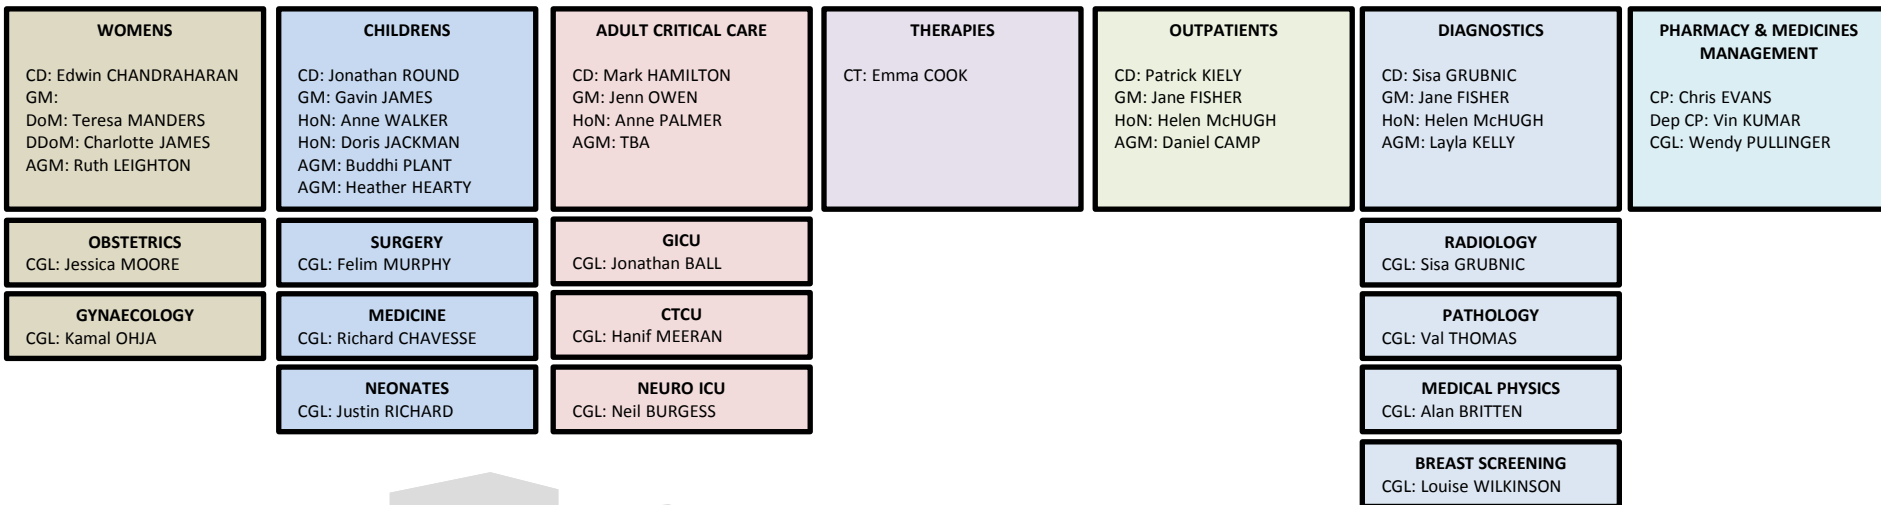 WOMENS
CD: Edwin CHANDRAHARAN
GM:
DoM: Teresa MANDERS
DDoM: Charlotte JAMES
AGM: Ruth LEIGHTON
OBSTETRICS
CGL: Jessica MOORE
GYNAECOLOGY
CGL: Kamal OHJA
CHILDRENS
CD: Jonathan ROUND
GM: Gavin JAMES
HoN: Anne WALKER
HoN: Doris JACKMAN
AGM: Buddhi PLANT
AGM: Heather HEARTY
SURGERY
CGL: Felim MURPHY
MEDICINE
CGL: Richard CHAVESSE
NEONATES
CGL: Justin RICHARD
ADULT CRITICAL CARE
CD: Mark HAMILTON
GM: Jenn OWEN
HoN: Anne PALMER
AGM: TBA
GICU
CGL: Jonathan BALL
CTCU
CGL: Hanif MEERAN
NEURO ICU
CGL: Neil BURGESS
THERAPIES
CT: Emma COOK
OUTPATIENTS
CD: Patrick KIELY
GM: Jane FISHER
HoN: Helen McHUGH
AGM: Daniel CAMP
DIAGNOSTICS
CD: Sisa GRUBNIC
GM: Jane FISHER
HoN: Helen McHUGH
AGM: Layla KELLY
RADIOLOGY
CGL: Sisa GRUBNIC
PATHOLOGY
CGL: Val THOMAS
MEDICAL PHYSICS
CGL: Alan BRITTEN
BREAST SCREENING
CGL: Louise WILKINSON
PHARMACY & MEDICINES
MANAGEMENT
CP: Chris EVANS
Dep CP: Vin KUMAR
CGL: Wendy PULLINGER